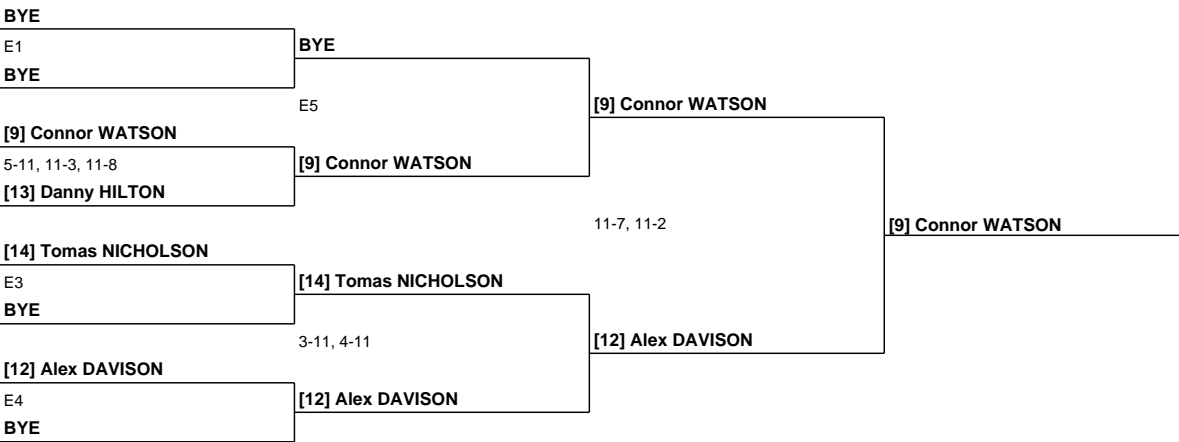 BYE
E1
BYE
BYE
E5
[9] Connor WATSON
[9] Connor WATSON
5-11, 11-3, 11-8
[9] Connor WATSON
[13] Danny HILTON
11-7, 11-2
[9] Connor WATSON
[14] Tomas NICHOLSON
E3
[14] Tomas NICHOLSON
BYE
3-11, 4-11
[12] Alex DAVISON
[12] Alex DAVISON
E4
[12] Alex DAVISON
BYE